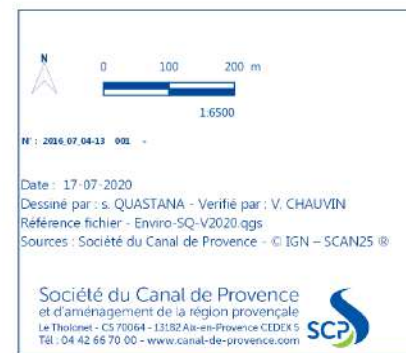 N
0 100 200 m
1:6500
N° : 2016_07_04-13 001 -
Date : 17-07-2020
Dessiné par : s. QUASTANA - Verifié par : V. CHAUVIN
Référence fichier - Enviro-SQ-V2020.qgs
Sources : Société du Canal de Provence - © IGN – SCAN25 ®
Société du Canal de Provence
et d'aménagement de la région provençale
Le Tholonet - CS 70064 - 13182 Aix-en-Provence CEDEX 5
Tél : 04 42 66 70 00 - www.canal-de-provence.com
SCP